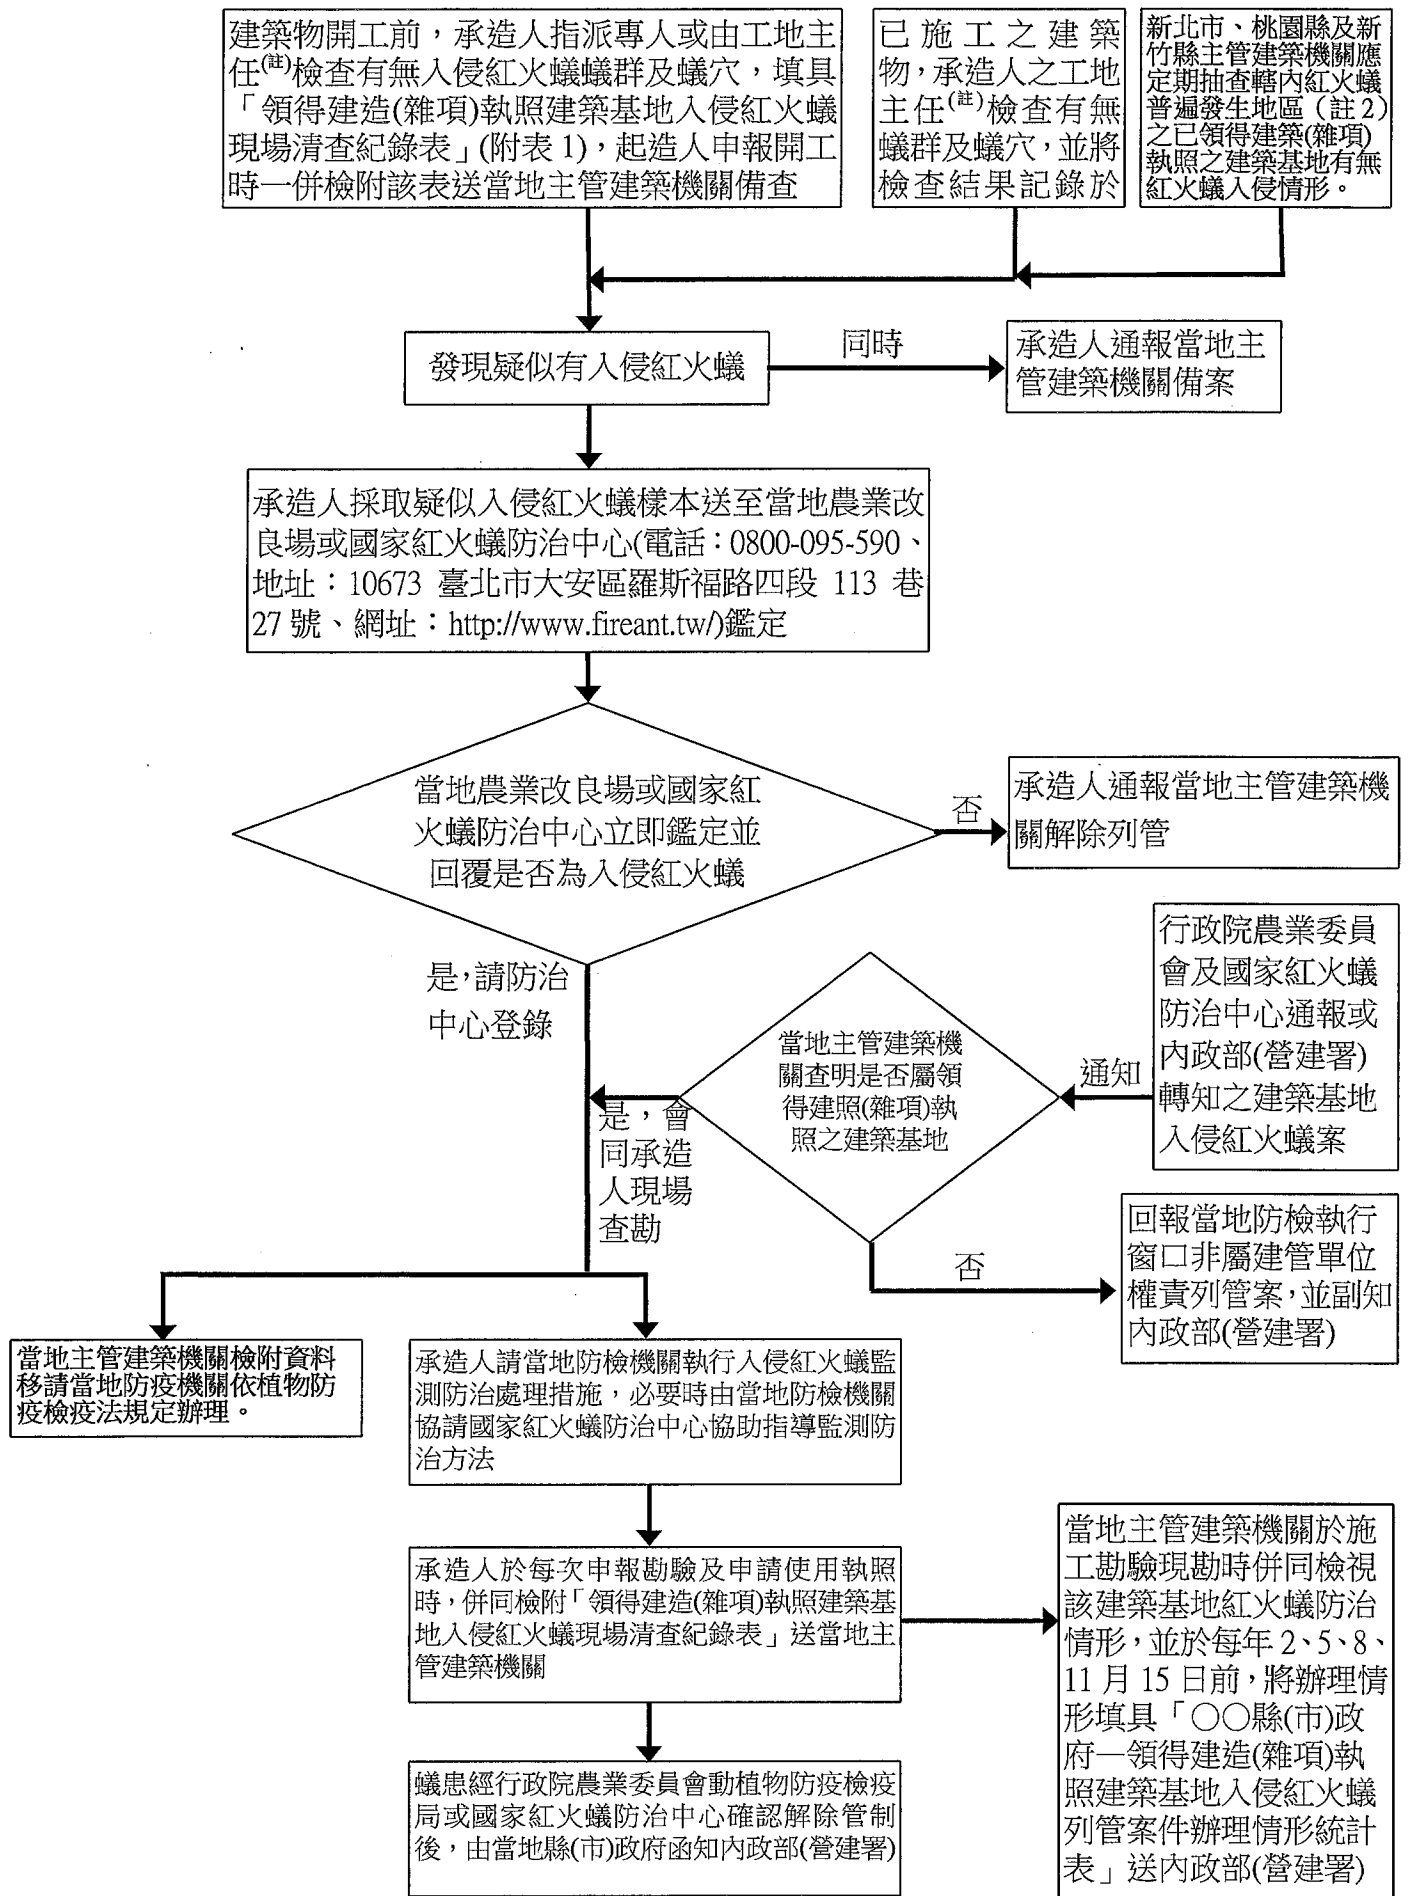 建築物開工前，承造人指派專人或由工地主
任(註)檢查有無入侵紅火蟻蟻群及蟻穴，填具
「領得建造(雜項)執照建築基地入侵紅火蟻
現場清查紀錄表」(附表1)，起造人申報開工
時一併檢附該表送當地主管建築機關備查
已施工之建築
物，承造人之工地
主任(註)檢查有無
蟻群及蟻穴，並將
檢查結果記錄於
新北市、桃園縣及新
竹縣主管建築機關應
定期抽查轄內紅火蟻
普遍發生地區（註2）
之已領得建築(雜項)
執照之建築基地有無
紅火蟻入侵情形。
發現疑似有入侵紅火蟻
同時
承造人通報當地主
管建築機關備案
承造人採取疑似入侵紅火蟻樣本送至當地農業改
良場或國家紅火蟻防治中心(電話：0800-095-590、
地址：10673 臺北市大安區羅斯福路四段 113 巷
27號、網址：http://www.fireant.tw/)鑑定
當地農業改良場或國家紅
火蟻防治中心立即鑑定並
回覆是否為入侵紅火蟻
否
承造人通報當地主管建築機
關解除列管
是，請防治
中心登錄
當地主管建築機
關查明是否屬領
得建照(雜項)執
照之建築基地
通知
行政院農業委員
會及國家紅火蟻
防治中心通報或
內政部(營建署)
轉知之建築基地
入侵紅火蟻案
是，會
同承造
人現場
查勘
否
回報當地防檢執行
窗口非屬建管單位
權責列管案，並副知
內政部(營建署)
當地主管建築機關檢附資料
移請當地防疫機關依植物防
疫檢疫法規定辦理。
承造人請當地防檢機關執行入侵紅火蟻監
測防治處理措施，必要時由當地防檢機關
協請國家紅火蟻防治中心協助指導監測防
治方法
承造人於每次申報勘驗及申請使用執照
時，併同檢附「領得建造(雜項)執照建築基
地入侵紅火蟻現場清查紀錄表」送當地主
管建築機關
當地主管建築機關於施
工勘驗現勘時併同檢視
該建築基地紅火蟻防治
情形，並於每年2、5、8、
11月15日前，將辦理情
形填具「○○縣(市)政
府—領得建造(雜項)執
照建築基地入侵紅火蟻
列管案件辦理情形統計
表」送內政部(營建署)
蟻患經行政院農業委員會動植物防疫檢疫
局或國家紅火蟻防治中心確認解除管制
後，由當地縣(市)政府函知內政部(營建署)